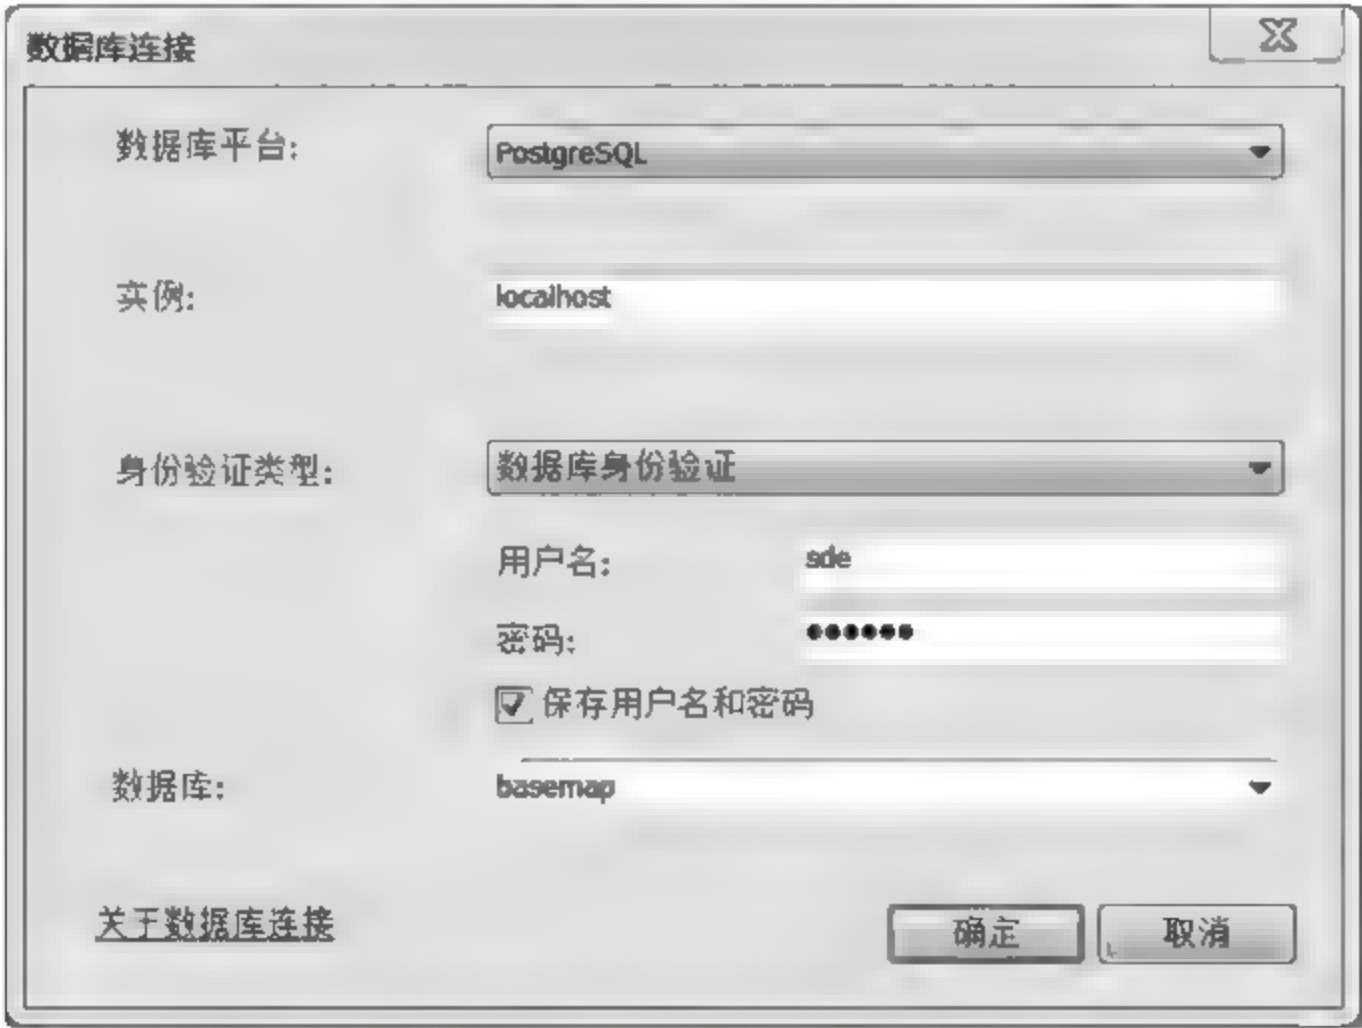 数据库连接
数据库平台: PostgreSQL
实例: localhost
身份验证类型: 数据库身份验证
用户名: sde
密码: ●●●●●●
保存用户名和密码
数据库: basemap
关于数据库连接 确定 取消